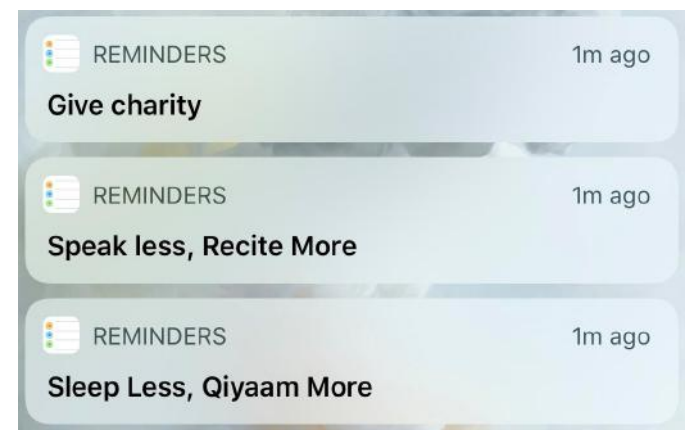 REMINDERS 1m ago
Give charity
REMINDERS 1m ago
Speak less, Recite More
REMINDERS 1m ago
Sleep Less, Qiyaam More